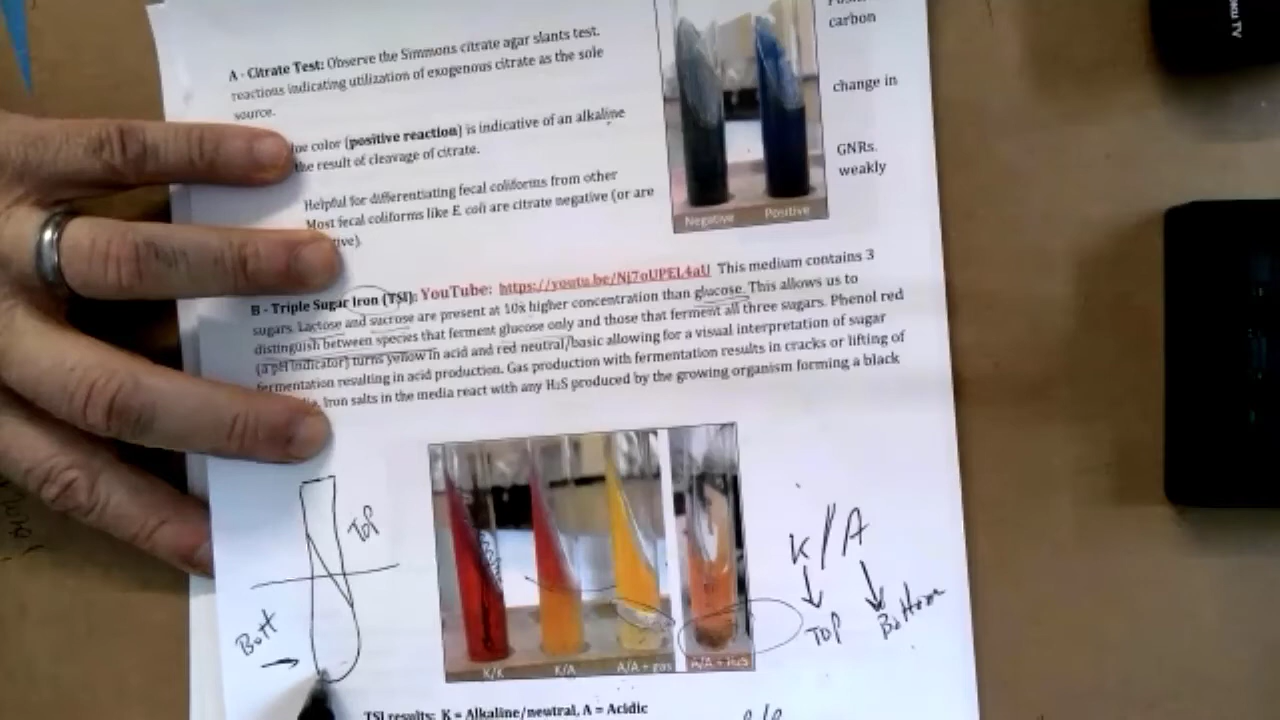 carbon
A - Citrate Test: Observe the Simmons citrate agar slants test.
reactions indicating utilization of exogenous citrate as the sole
source.
change in
color (positive reaction) is indicative of an alkaline
the result of cleavage of citrate.
GNRS.
weakly
Helpful for differentiating fecal coliforms from other
Most fecal coliforms like E. coli are citrate negative (or are
Negative Positive
B - Triple Sugar Iron (TSI): YouTube: https://youtu.be/Nj7oUPEL4aU This medium contains 3
sugars. Lactose and sucrose are present at 10x higher concentration than glucose. This allows us to
distinguish between species that ferment glucose only and those that ferment all three sugars. Phenol red
(a pH indicator) turns yellow in acid and red neutral/basic allowing for a visual interpretation of sugar
fermentation resulting in acid production. Gas production with fermentation results in cracks or lifting of
Iron salts in the media react with any H₂S produced by the growing organism forming a black
Top
Bott
K/A
Top Bottom
K/K K/A A/A + gas A/A + H₂S
TSI results: K = Alkaline/neutral, A = Acidic
TV